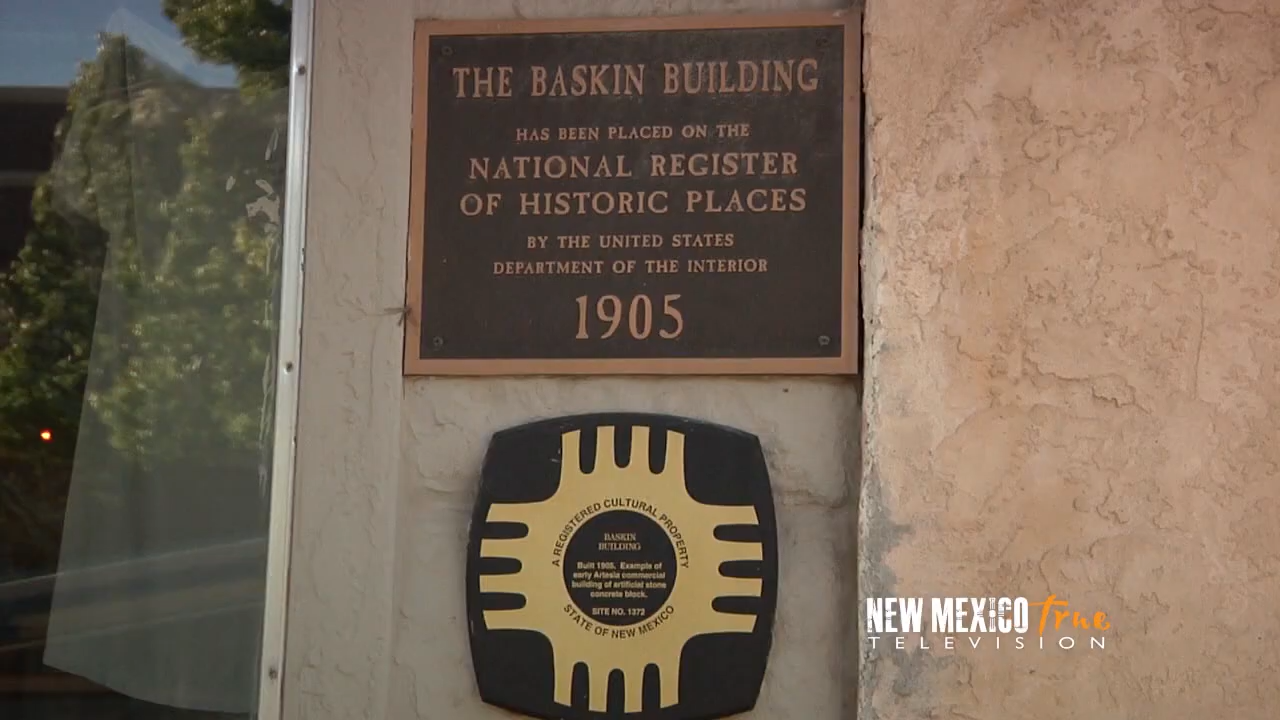 THE BASKIN BUILDING
HAS BEEN PLACED ON THE
NATIONAL REGISTER
OF HISTORIC PLACES
BY THE UNITED STATES
DEPARTMENT OF THE INTERIOR
1905
A REGISTERED CULTURAL PROPERTY
BASKIN
BUILDING
Built 1905. Example of
early Artesia commercial
building of artificial stone
concrete block.
SITE NO. 1372
STATE OF NEW MEXICO
NEW MEXICO True
TELEVISION